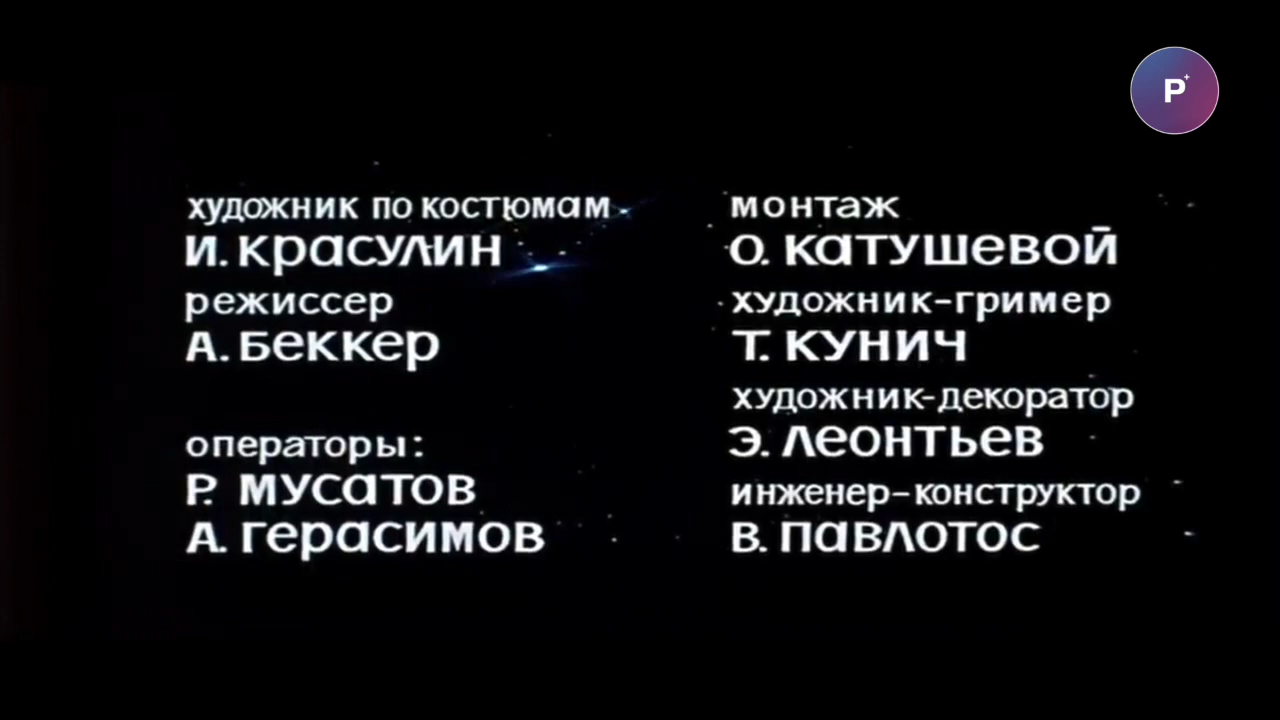 P+
художник по костюмам
И. Красулин
режиссер
А. Беккер
операторы:
Р. Мусатов
А. Герасимов
монтаж
О. Катушевой
художник-гример
Т. Кунич
художник-декоратор
Э. Леонтьев
инженер-конструктор
В. Павлотос